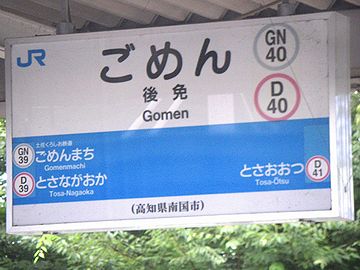 JR
ごめん
後免
Gomen
GN
40
D
40
土佐くろしお鉄道
GN
39
ごめんまち
Gomenmachi
D
39
とさながおか
Tosa-Nagaoka
とさおおつ
Tosa-Ōtsu
D
41
(高知県南国市)